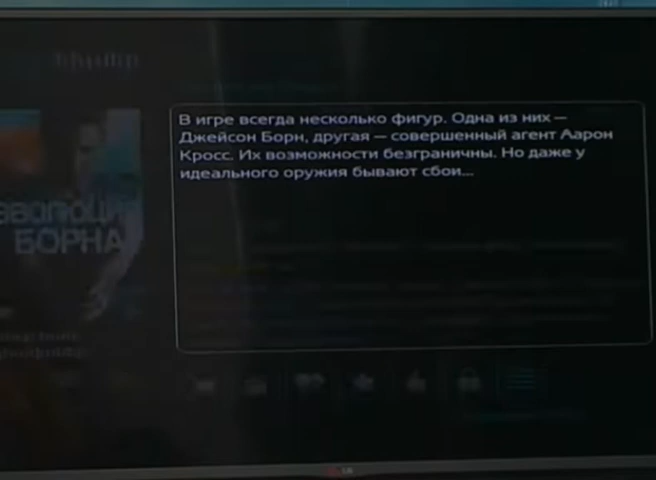 В игре всегда несколько фигур. Одна из них —
Джейсон Борн, другая — совершенный агент Аарон
Кросс. Их возможности безграничны. Но даже у
идеального оружия бывают сбои...
ЭВОЛЮЦИ
БОРНА